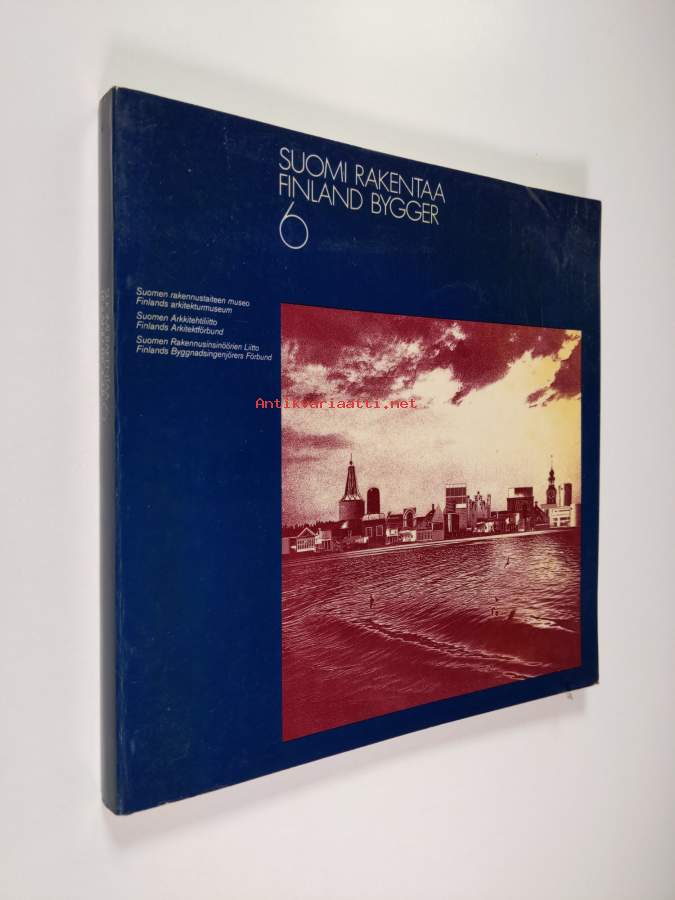 SUOMI RAKENTAA
FINLAND BYGGER
6
Suomen rakennustaiteen museo
Finlands arkitekturmuseum
Suomen Arkkitehtiliitto
Finlands Arkitektförbund
Suomen Rakennusinsinöörien Liitto
Finlands Byggnadsingenjörers Förbund
Antikvariaatti.net